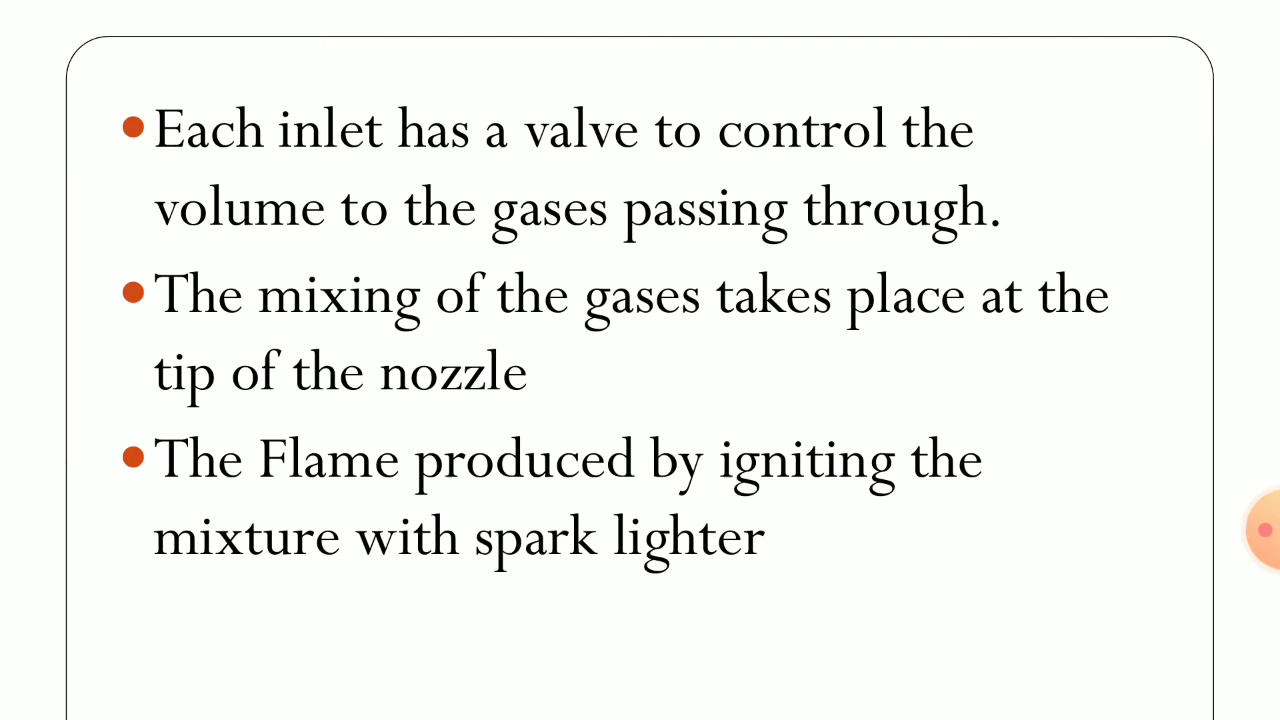 • Each inlet has a valve to control the
volume to the gases passing through.
• The mixing of the gases takes place at the
tip of the nozzle
• The Flame produced by igniting the
mixture with spark lighter